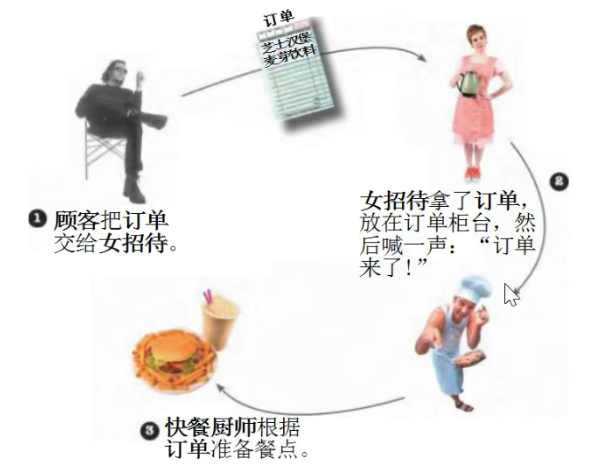 订单
芝士汉堡
麦芽饮料
❶ 顾客把订单
交给女招待。
❷
女招待拿了订单，
放在订单柜台，然
后喊一声：“订单
来了！”
❸ 快餐厨师根据
订单准备餐点。